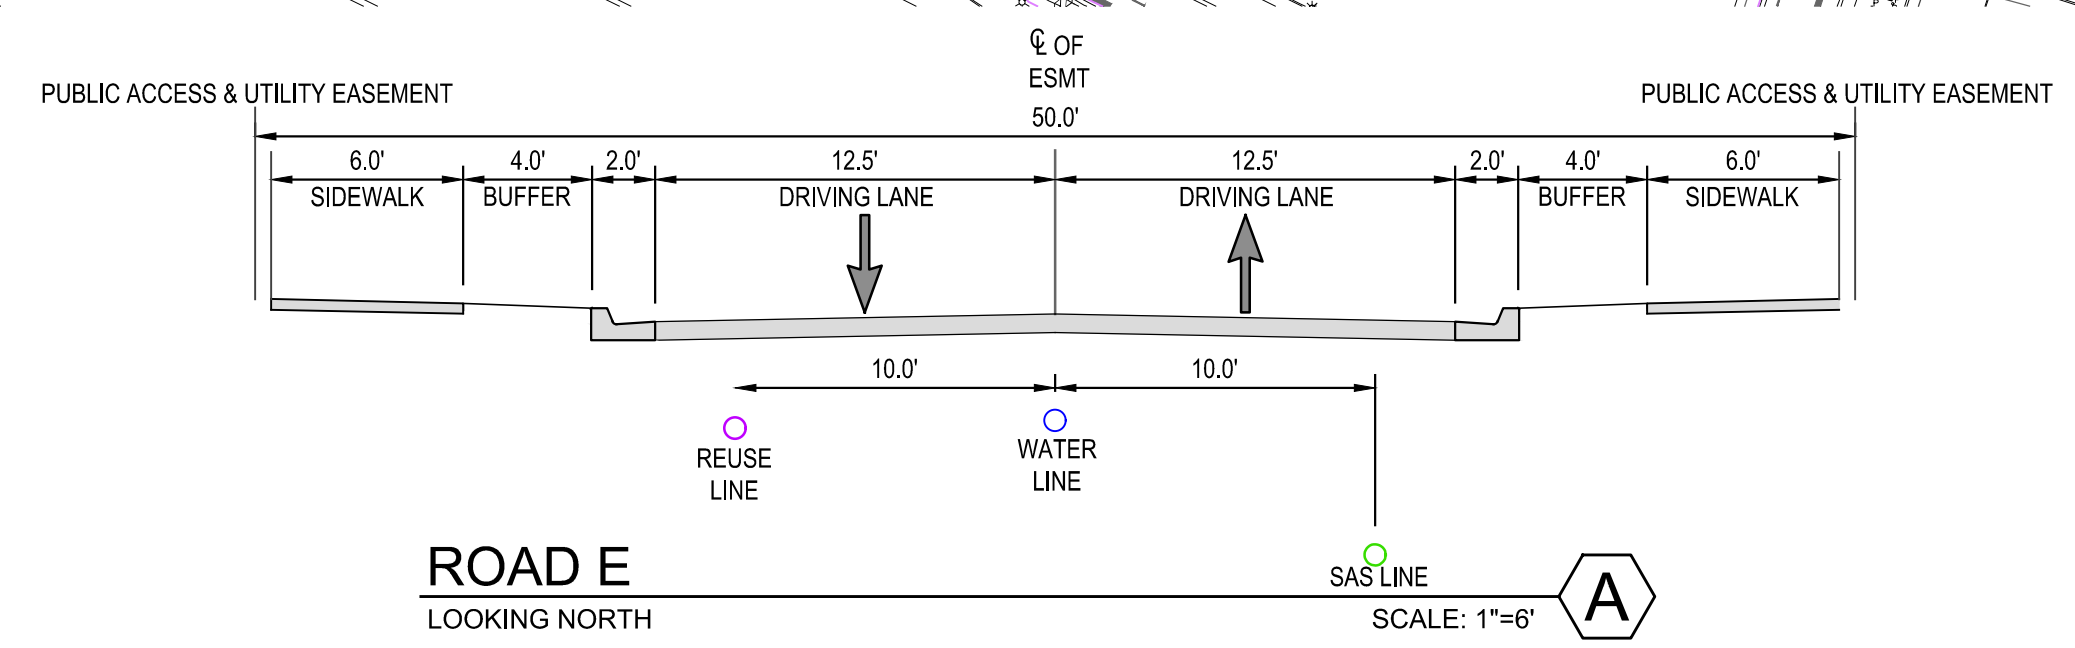 ℄ OF
ESMT
PUBLIC ACCESS & UTILITY EASEMENT
PUBLIC ACCESS & UTILITY EASEMENT
50.0'
6.0' 4.0' 2.0' 12.5' 12.5' 2.0' 4.0' 6.0'
SIDEWALK BUFFER DRIVING LANE DRIVING LANE BUFFER SIDEWALK
10.0' 10.0'
REUSE
LINE
WATER
LINE
SAS LINE
ROAD E
LOOKING NORTH
SCALE: 1"=6'
A